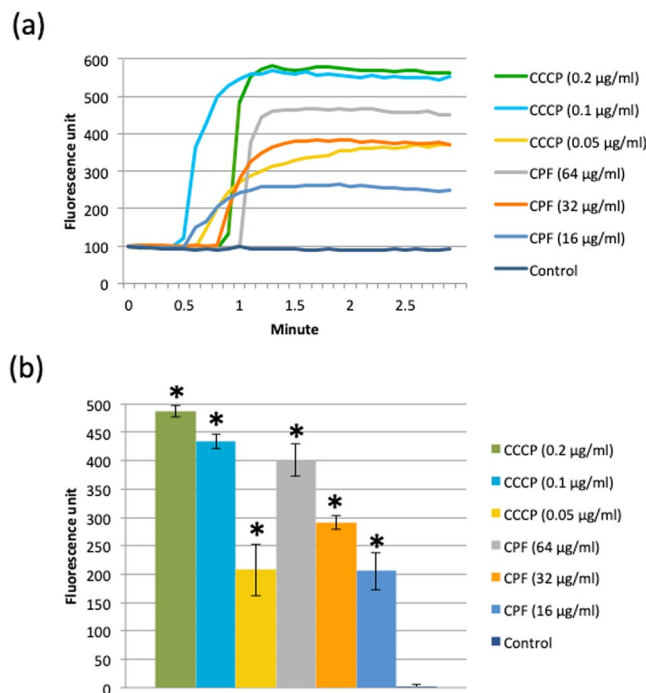 (a)
600
500
400
300
200
100
0
Fluorescence unit
0 0.5 1 1.5 2 2.5
Minute
CCCP (0.2 µg/ml)
CCCP (0.1 µg/ml)
CCCP (0.05 µg/ml)
CPF (64 µg/ml)
CPF (32 µg/ml)
CPF (16 µg/ml)
Control
(b)
500
450
400
350
300
250
200
150
100
50
0
Fluorescence unit
* * * * * *
CCCP (0.2 µg/ml)
CCCP (0.1 µg/ml)
CCCP (0.05 µg/ml)
CPF (64 µg/ml)
CPF (32 µg/ml)
CPF (16 µg/ml)
Control